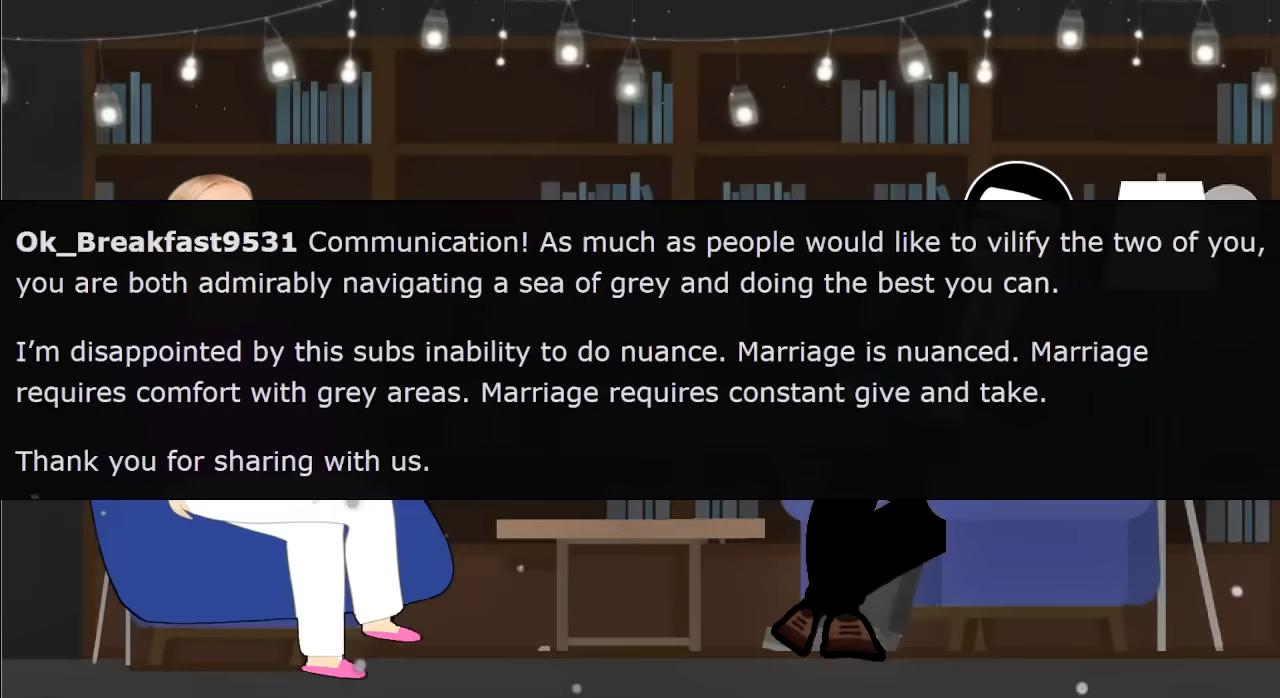 Ok_Breakfast9531 Communication! As much as people would like to vilify the two of you,
you are both admirably navigating a sea of grey and doing the best you can.
I’m disappointed by this subs inability to do nuance. Marriage is nuanced. Marriage
requires comfort with grey areas. Marriage requires constant give and take.
Thank you for sharing with us.